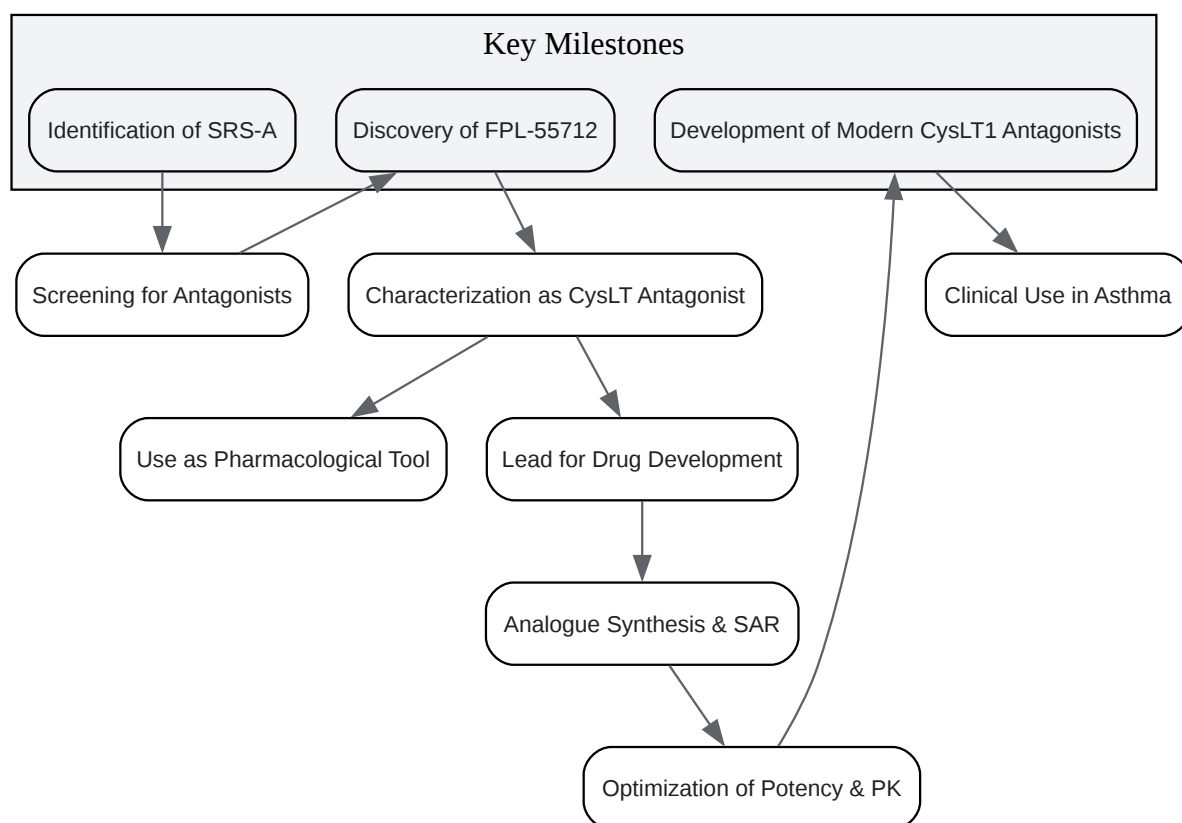 Key Milestones
Identification of SRS-A
Discovery of FPL-55712
Development of Modern CysLT1 Antagonists
Screening for Antagonists
Characterization as CysLT Antagonist
Clinical Use in Asthma
Use as Pharmacological Tool
Lead for Drug Development
Analogue Synthesis & SAR
Optimization of Potency & PK